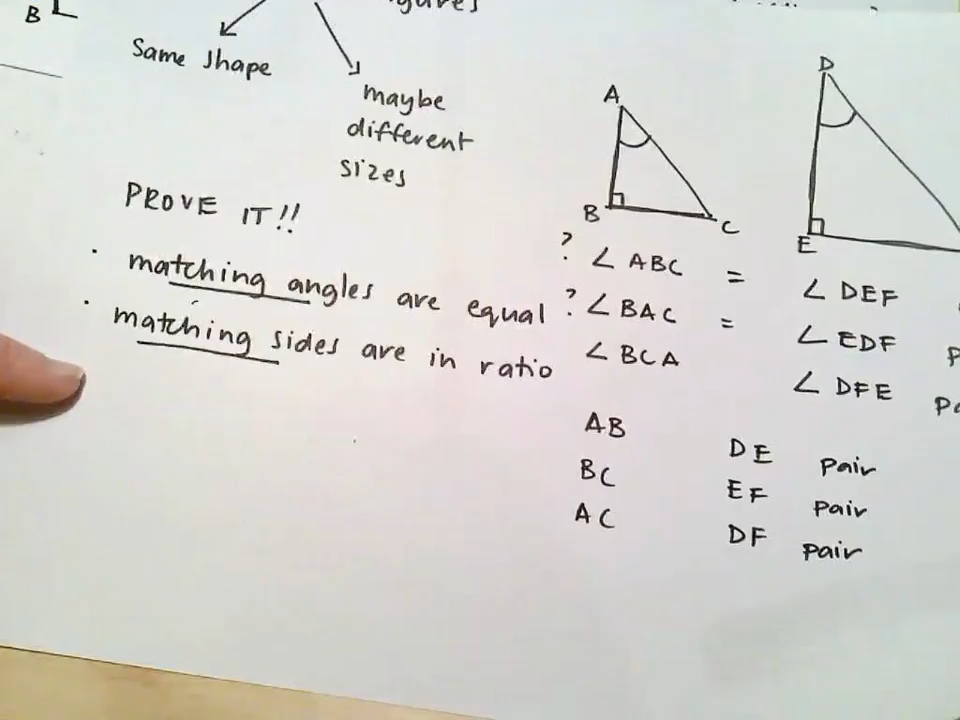 B
Same shape
maybe
different
sizes
PROVE IT!!
· matching angles are equal
· matching sides are in ratio
A
B
C
D
E
? ∠ ABC = ∠ DEF
? ∠ BAC = ∠ EDF
∠ BCA ∠ DFE
AB DE pair
BC EF pair
AC DF pair